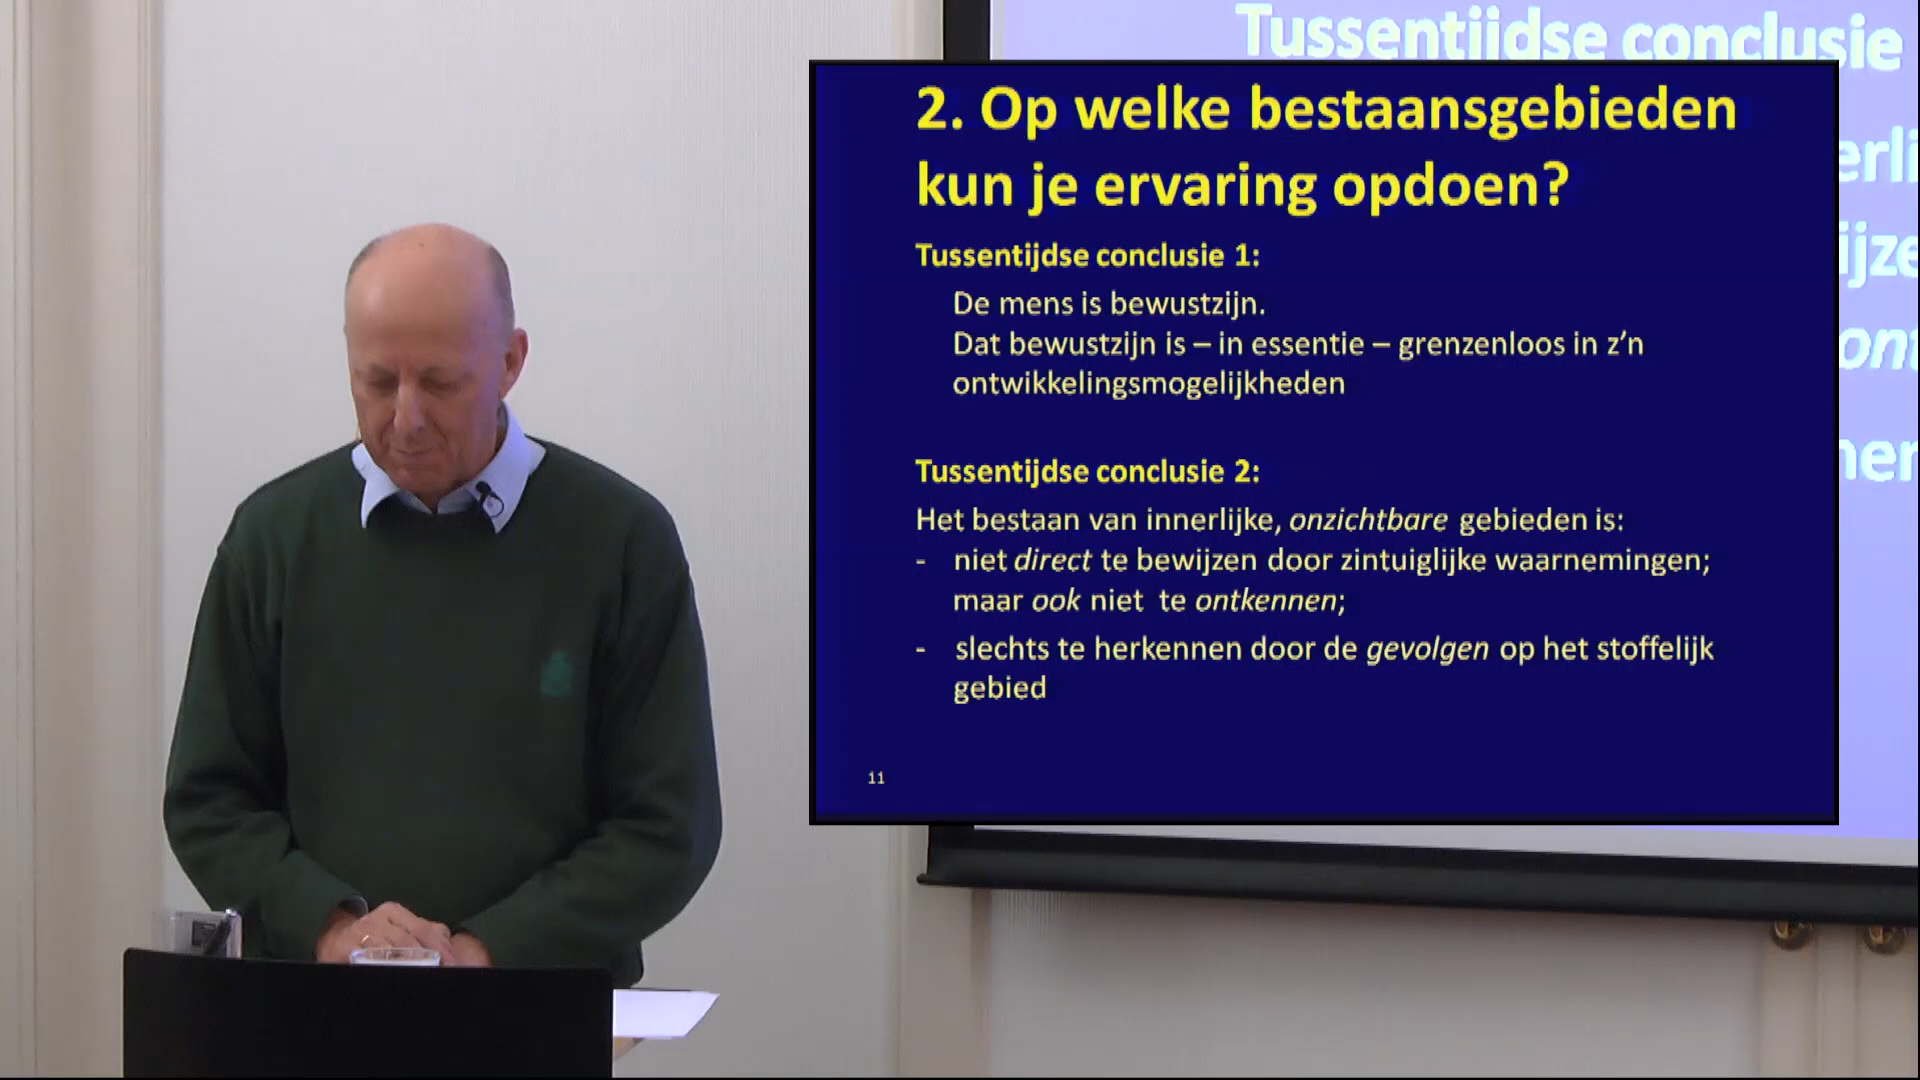 Tussentijdse conclusie
2. Op welke bestaansgebieden
kun je ervaring opdoen?
Tussentijdse conclusie 1:
De mens is bewustzijn.
Dat bewustzijn is – in essentie – grenzenloos in z’n
ontwikkelingsmogelijkheden
Tussentijdse conclusie 2:
Het bestaan van innerlijke, onzichtbare gebieden is:
- niet direct te bewijzen door zintuiglijke waarnemingen;
maar ook niet te ontkennen;
- slechts te herkennen door de gevolgen op het stoffelijk
gebied
11